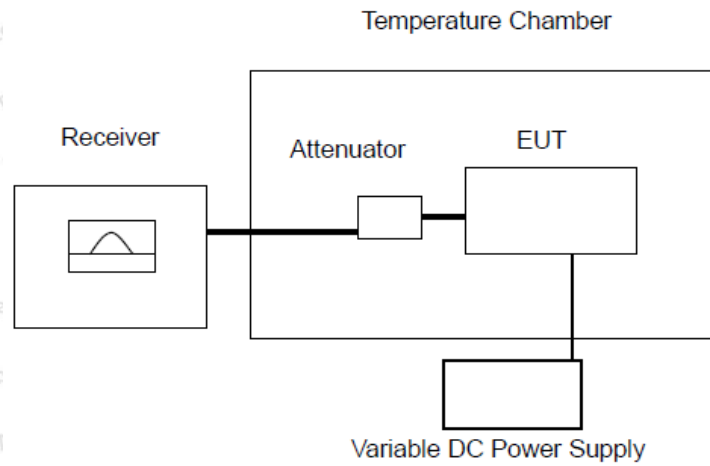 Temperature Chamber
Receiver
Attenuator
EUT
Variable DC Power Supply